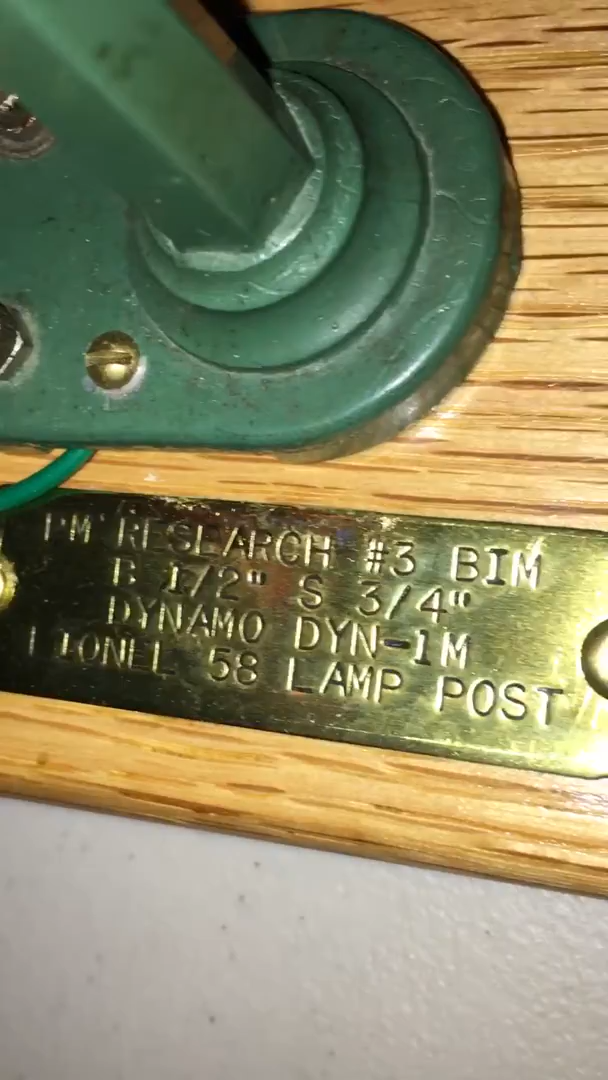 PM RESEARCH #3 BIM
B 1/2" S 3/4"
DYNAMO DYN-1M
LIONEL 58 LAMP POST